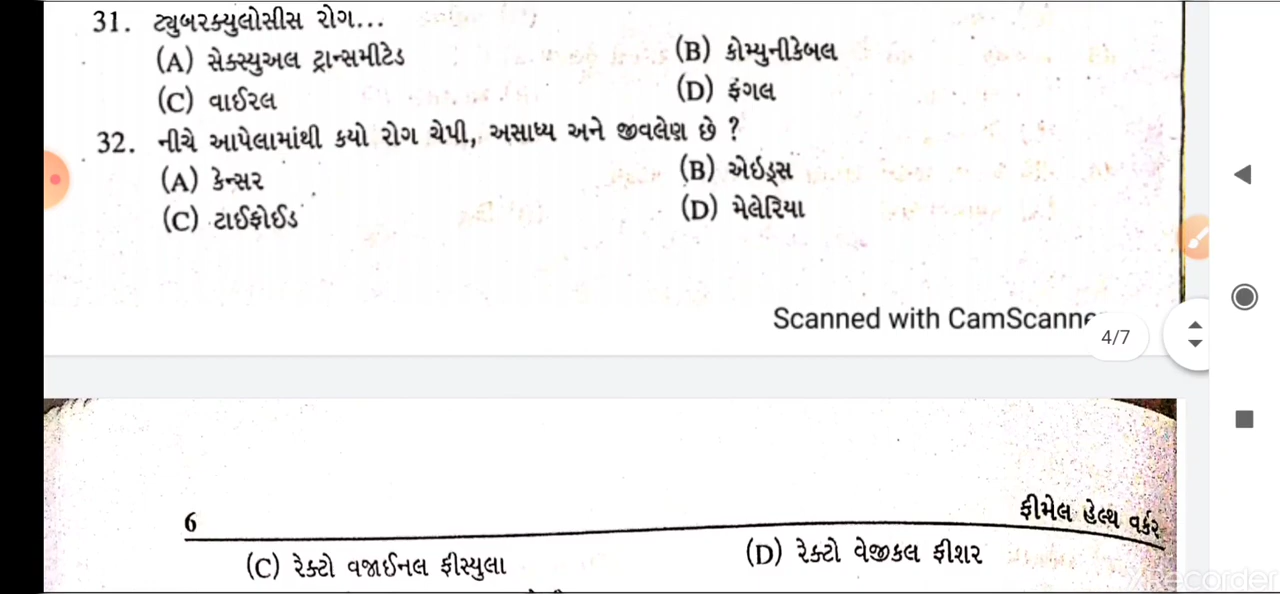 31. ટ્યુબરક્યુલોસીસ રોગ...
(A) સેક્સ્યુઅલ ટ્રાન્સમીટેડ (B) કોમ્યુનીકેબલ
(C) વાઈરલ (D) ફંગલ
32. નીચે આપેલામાંથી કયો રોગ ચેપી, અસાધ્ય અને જીવલેણ છે ?
(A) કેન્સર (B) એઇડ્સ
(C) ટાઈફોઈડ (D) મેલેરિયા
Scanned with CamScanne
4/7
6 ફીમેલ હેલ્થ વર્કર
(C) રેક્ટો વજાઈનલ ફીસ્યુલા (D) રેક્ટો વેજીકલ ફીશર
XRecorder